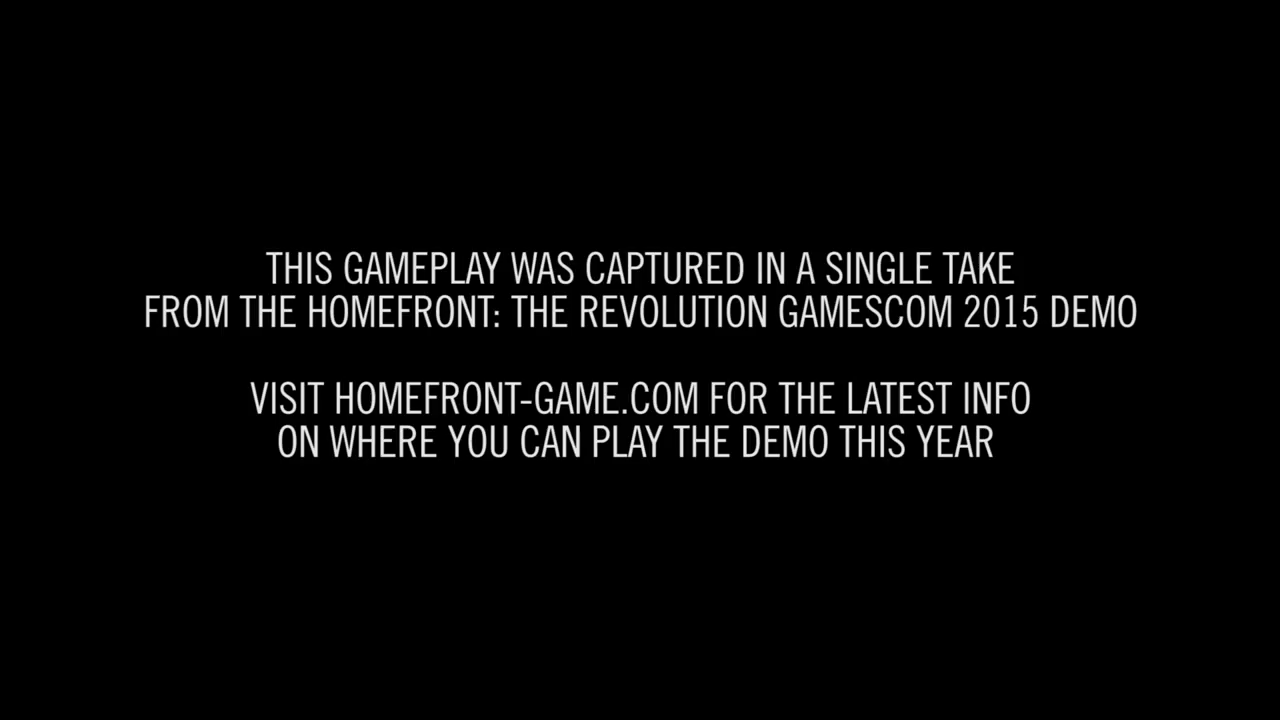 THIS GAMEPLAY WAS CAPTURED IN A SINGLE TAKE
FROM THE HOMEFRONT: THE REVOLUTION GAMESCOM 2015 DEMO
VISIT HOMEFRONT-GAME.COM FOR THE LATEST INFO
ON WHERE YOU CAN PLAY THE DEMO THIS YEAR